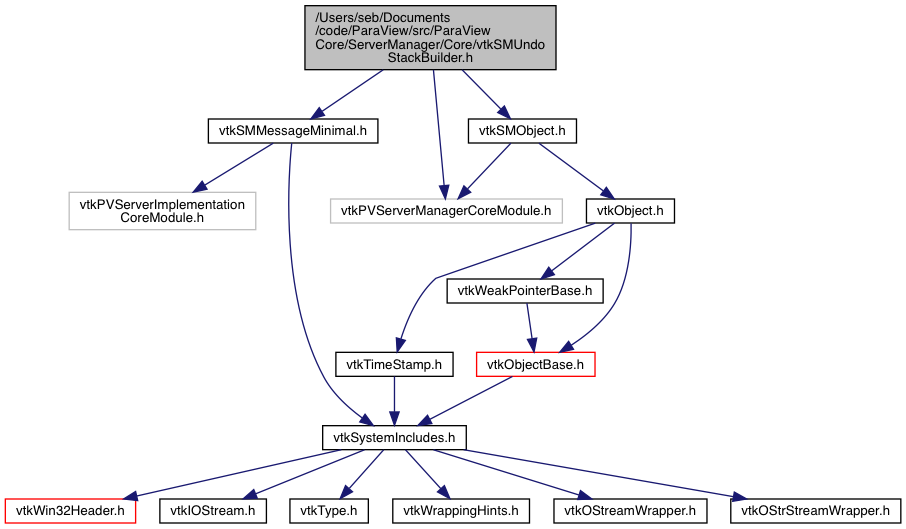 /Users/seb/Documents
/code/ParaView/src/ParaView
Core/ServerManager/Core/vtkSMUndo
StackBuilder.h
vtkSMMessageMinimal.h
vtkSMObject.h
vtkPVServerImplementation
CoreModule.h
vtkPVServerManagerCoreModule.h
vtkObject.h
vtkWeakPointerBase.h
vtkTimeStamp.h
vtkObjectBase.h
vtkSystemIncludes.h
vtkWin32Header.h
vtkIOStream.h
vtkType.h
vtkWrappingHints.h
vtkOStreamWrapper.h
vtkOStrStreamWrapper.h